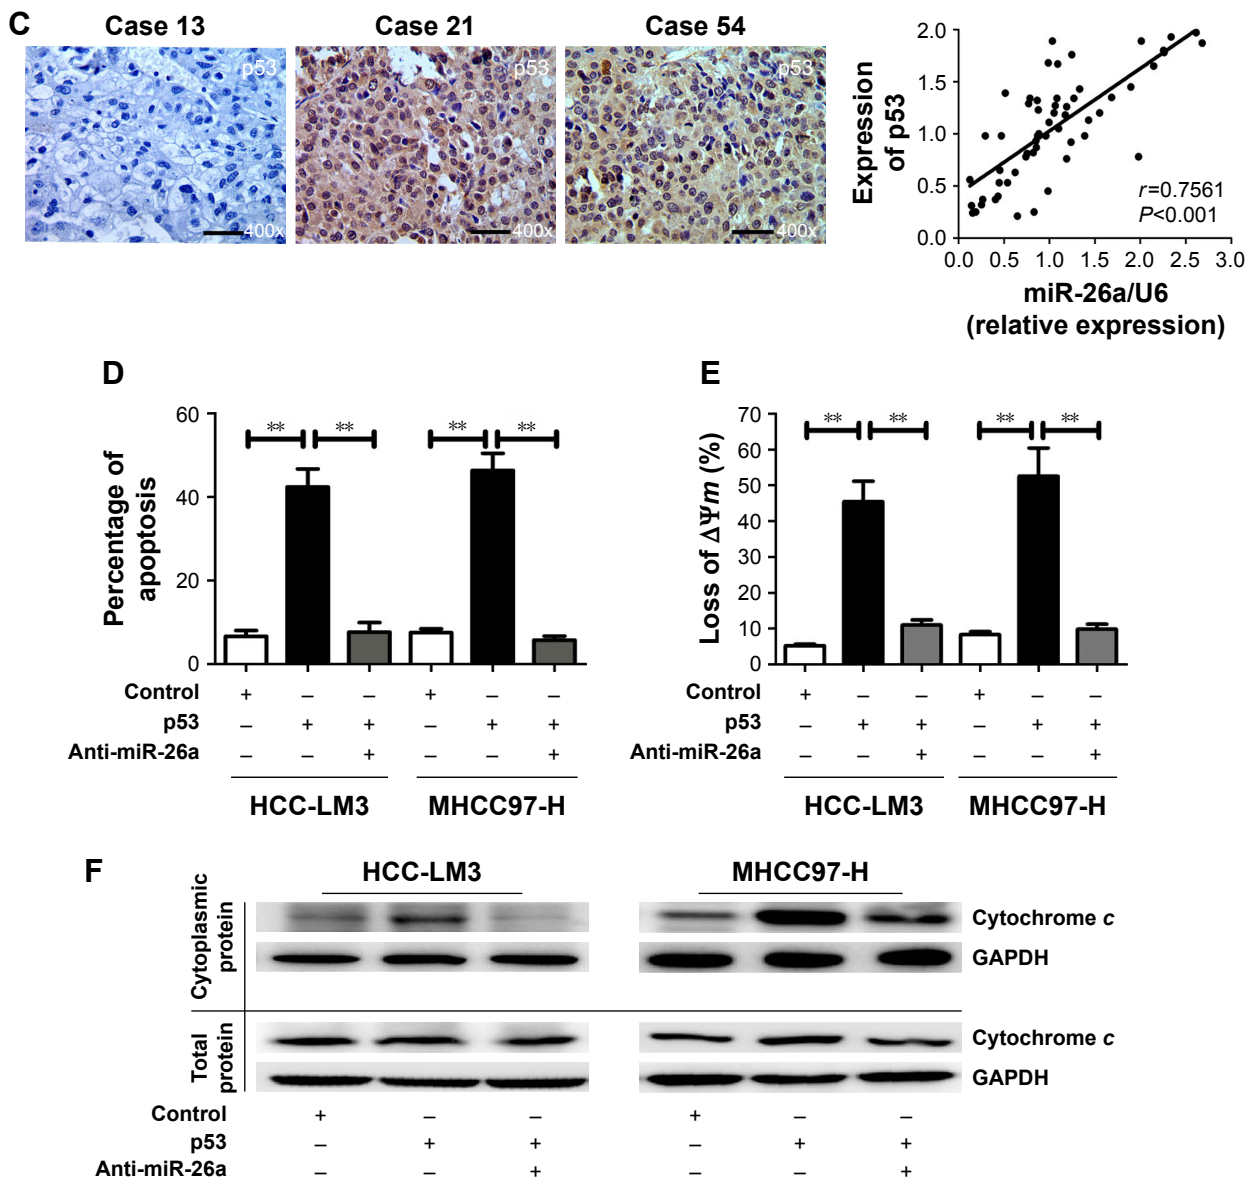 C
Case 13
Case 21
Case 54
p53
p53
p53
400x
400x
400x
Expression
of p53
2.0
1.5
1.0
0.5
0.0
r=0.7561
P<0.001
0.0 0.5 1.0 1.5 2.0 2.5 3.0
miR-26a/U6
(relative expression)
D
Percentage of
apoptosis
60
40
20
0
** ** ** **
Control + – – + – –
p53 – + + – + +
Anti-miR-26a – – + – – +
HCC-LM3 MHCC97-H
E
Loss of ΔΨm (%)
70
60
50
40
30
20
10
0
** ** ** **
Control + – – + – –
p53 – + + – + +
Anti-miR-26a – – + – – +
HCC-LM3 MHCC97-H
F
HCC-LM3 MHCC97-H
Cytoplasmic
protein
Cytochrome c
GAPDH
Total
protein
Cytochrome c
GAPDH
Control + – – + – –
p53 – + + – + +
Anti-miR-26a – – + – – +